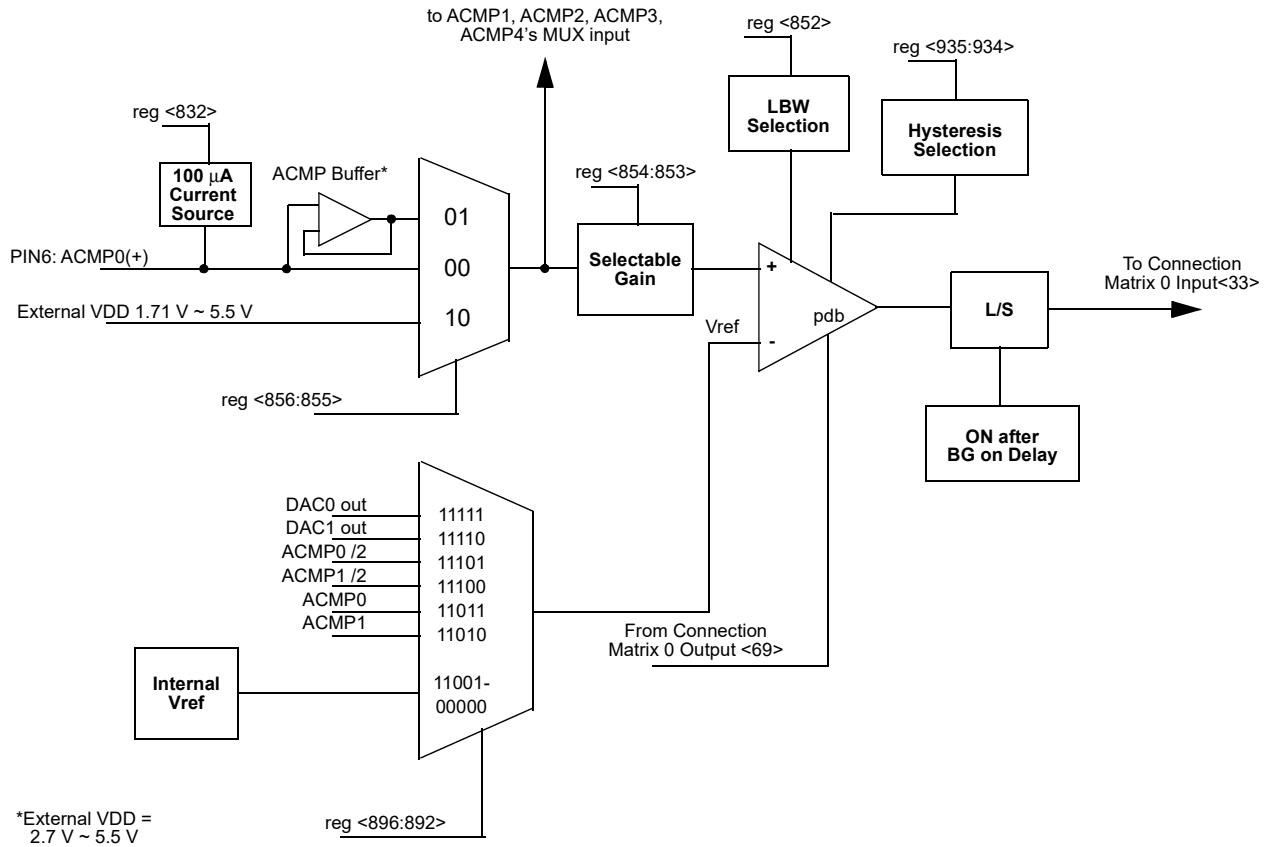 to ACMP1, ACMP2, ACMP3,
ACMP4's MUX input
reg <852>
reg <935:934>
LBW
Selection
Hysteresis
Selection
reg <832>
100 μA
Current
Source
ACMP Buffer*
reg <854:853>
01
00
10
Selectable
Gain
PIN6: ACMP0(+)
External VDD 1.71 V ~ 5.5 V
+
-
pdb
Vref
L/S
To Connection
Matrix 0 Input<33>
reg <856:855>
ON after
BG on Delay
DAC0 out
DAC1 out
ACMP0 /2
ACMP1 /2
ACMP0
ACMP1
11111
11110
11101
11100
11011
11010
11001-
00000
From Connection
Matrix 0 Output <69>
Internal
Vref
*External VDD =
2.7 V ~ 5.5 V
reg <896:892>